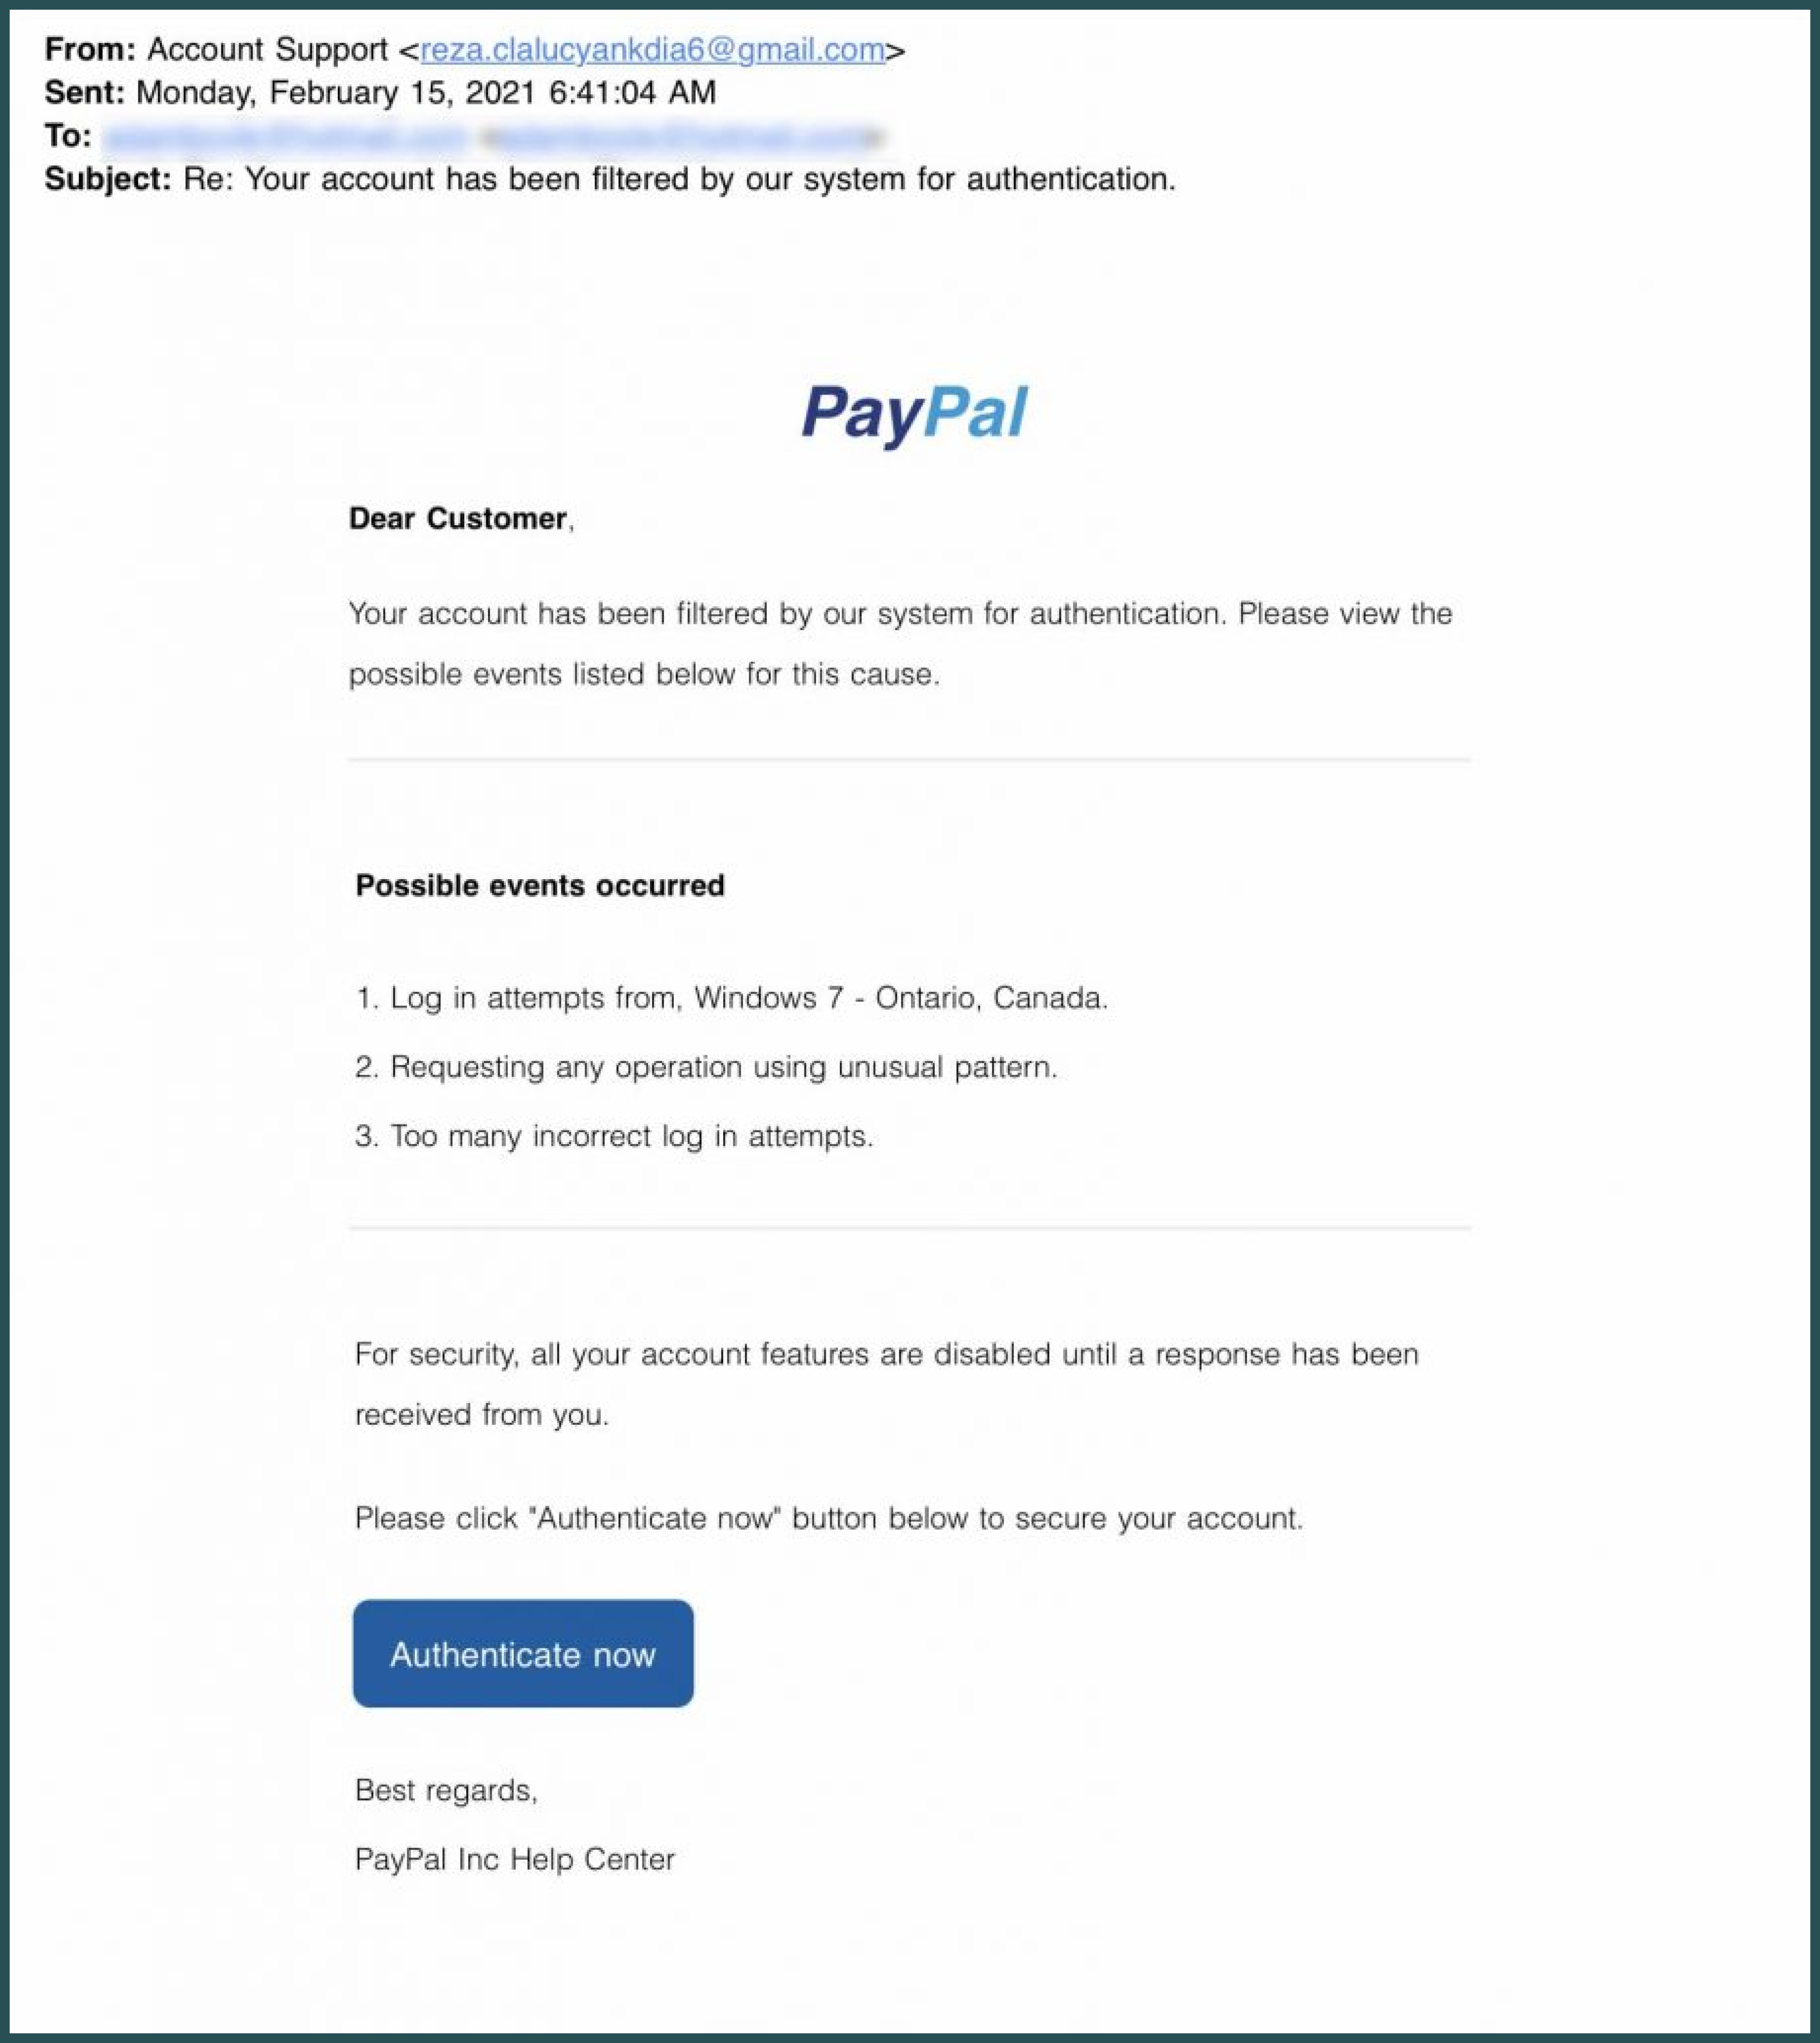 From: Account Support <reza.clalucyankdia6@gmail.com>
Sent: Monday, February 15, 2021 6:41:04 AM
To:
Subject: Re: Your account has been filtered by our system for authentication.
PayPal
Dear Customer,
Your account has been filtered by our system for authentication. Please view the
possible events listed below for this cause.
Possible events occurred
1. Log in attempts from, Windows 7 - Ontario, Canada.
2. Requesting any operation using unusual pattern.
3. Too many incorrect log in attempts.
For security, all your account features are disabled until a response has been
received from you.
Please click "Authenticate now" button below to secure your account.
Authenticate now
Best regards,
PayPal Inc Help Center